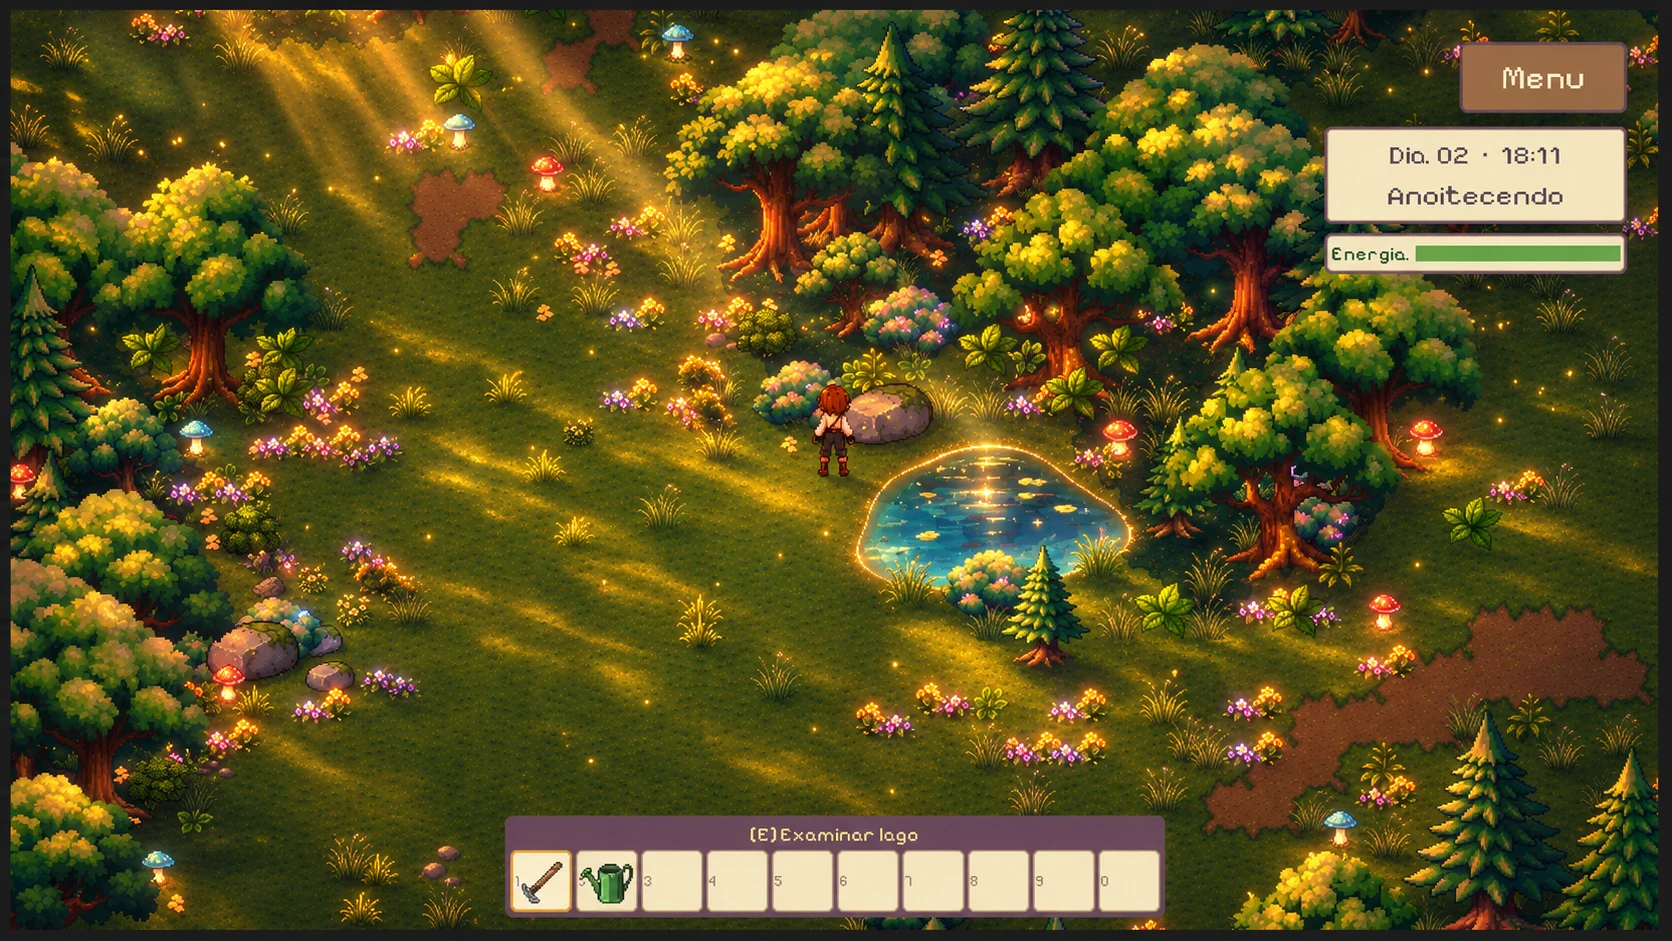 Menu
Dia. 02 · 18:11
Anoitecendo
Energia.
(E) Examinar lago
1 3 4 5 6 7 8 9 0